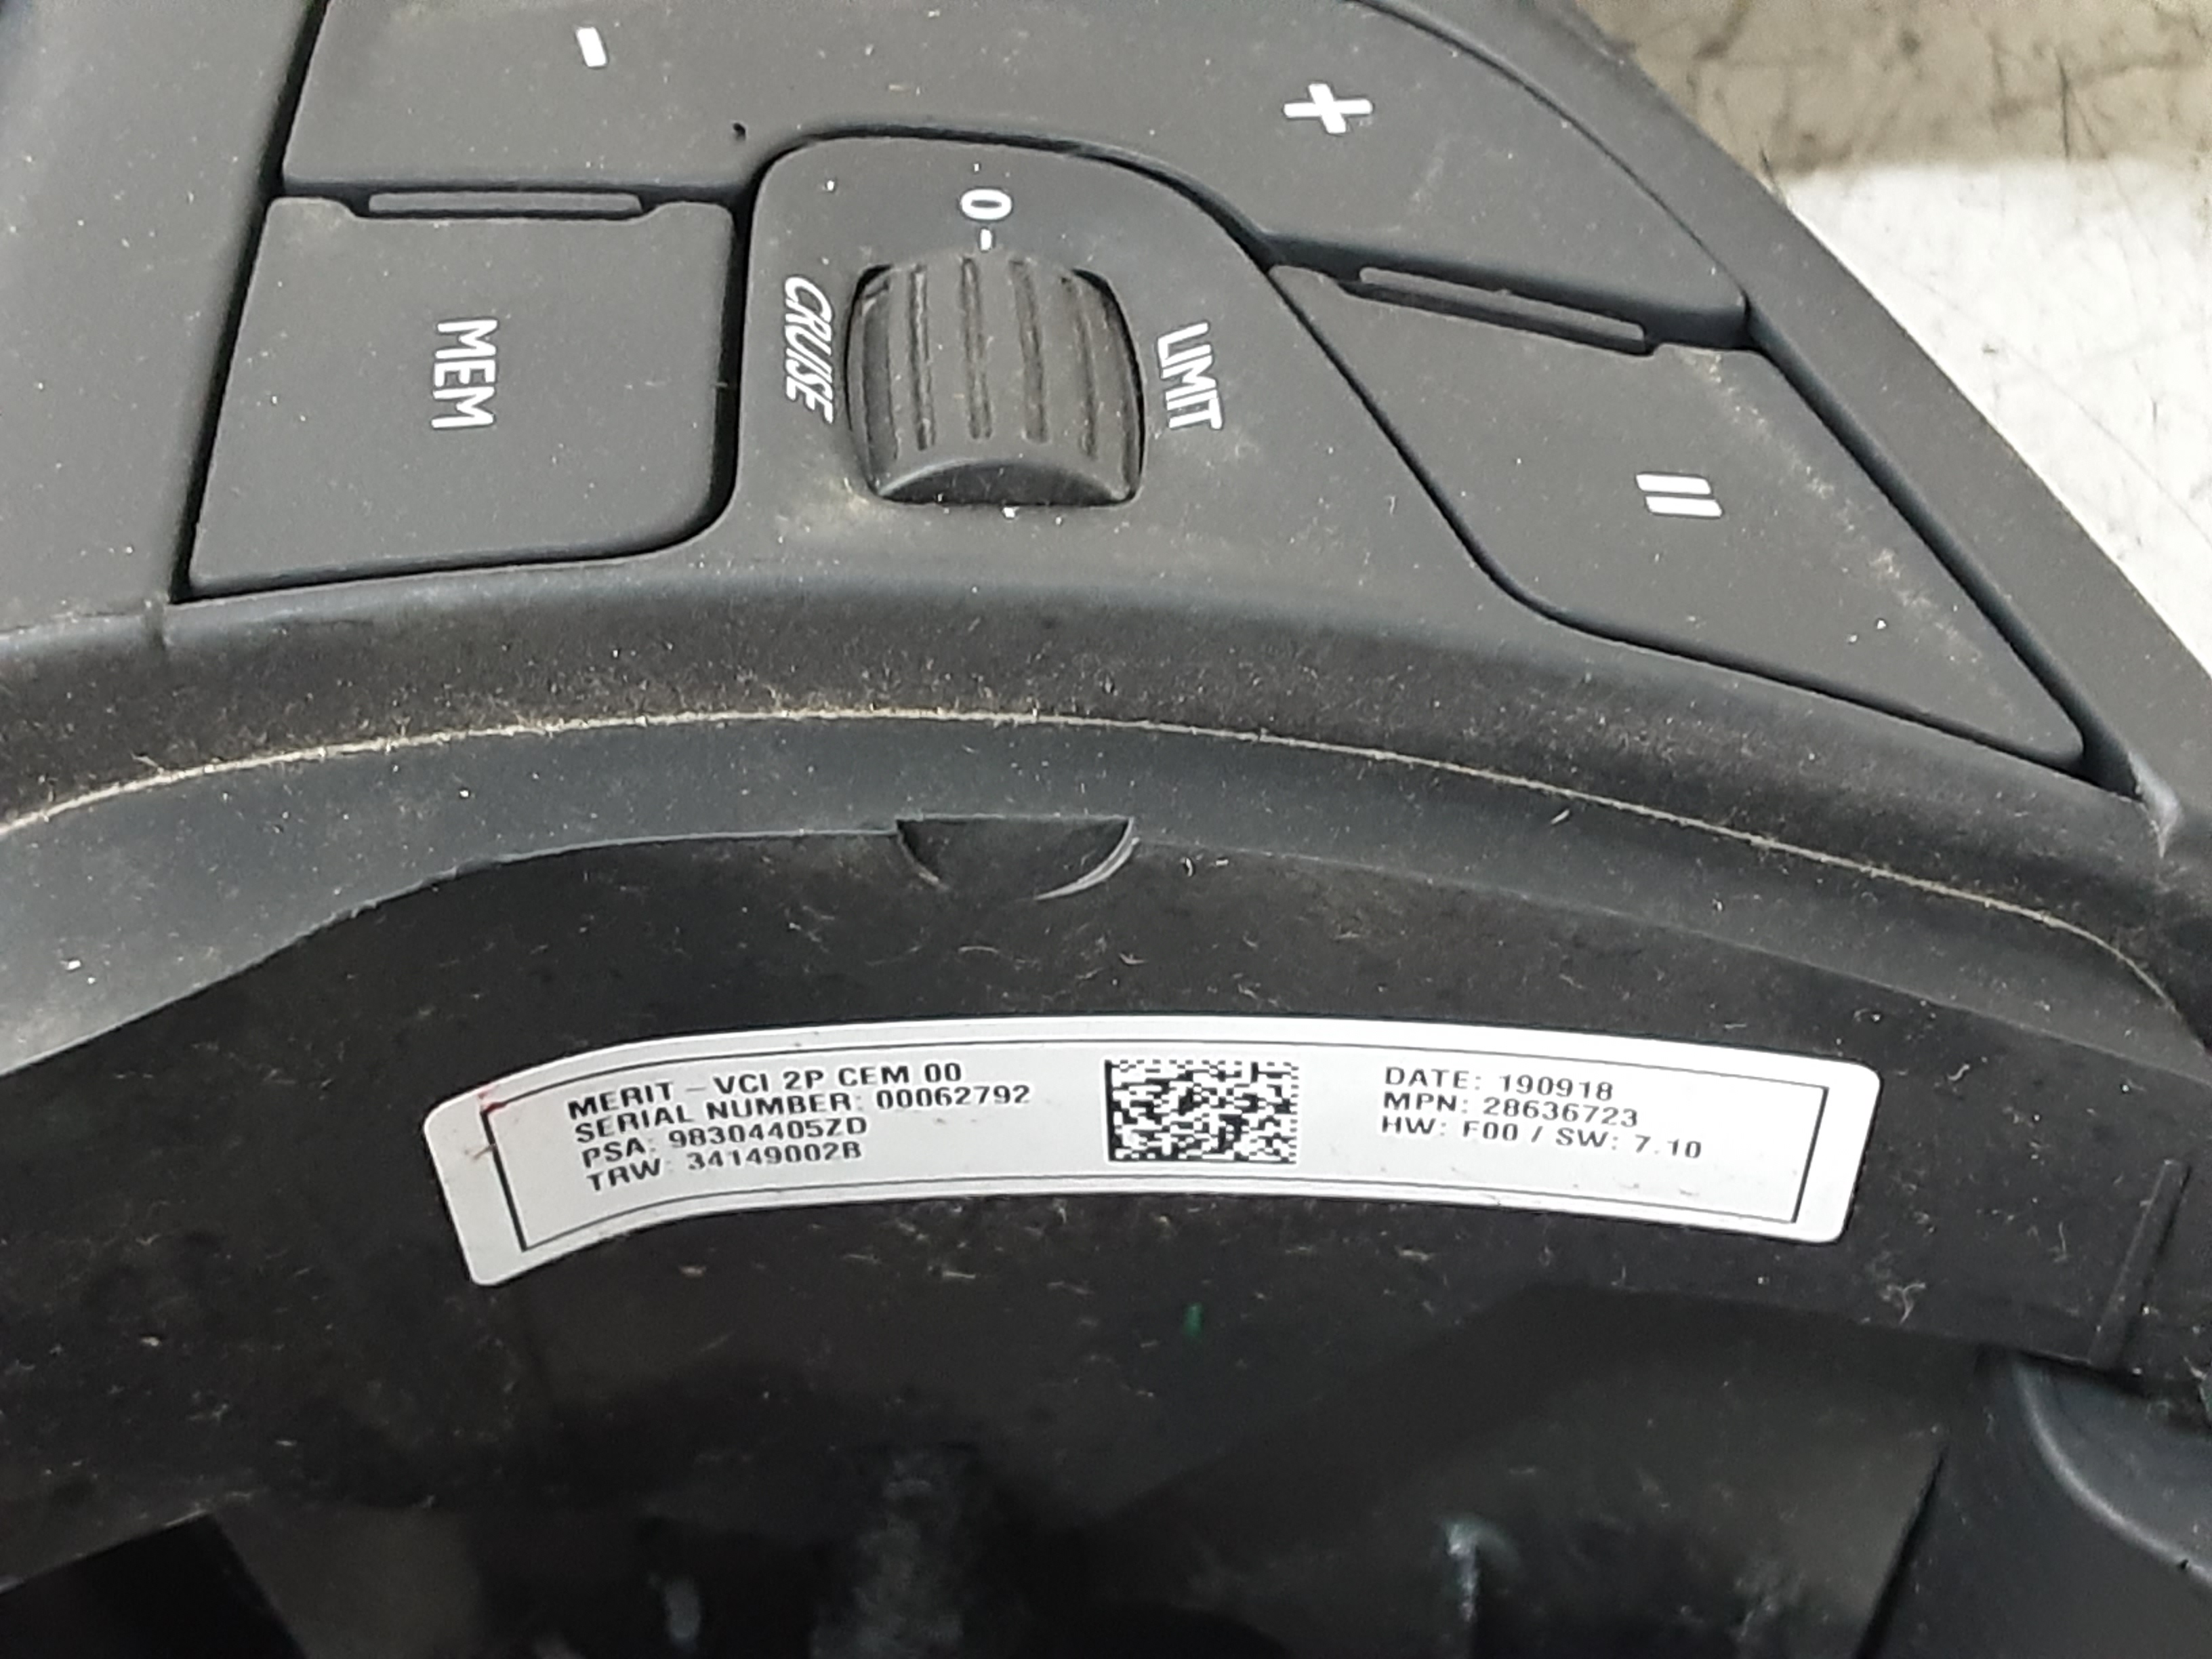 -
+
0
CRUISE
LIMIT
MEM
MERIT - VCI 2P CEM 00
SERIAL NUMBER: 00062792
PSA: 98304405ZD
TRW: 34149002B
DATE: 190918
MPN: 28636723
HW: F00 / SW: 7.10